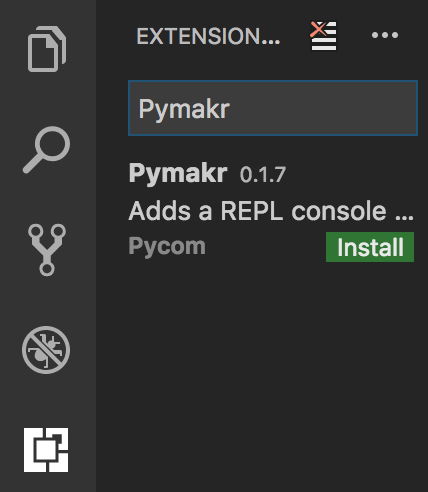 EXTENSION...
Pymakr
Pymakr 0.1.7
Adds a REPL console ...
Pycom Install